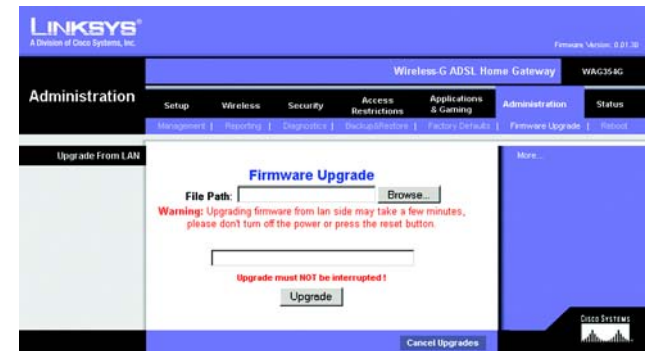 LINKSYS®
A Division of Cisco Systems, Inc.
Firmware Version: 0.01.30
Wireless-G ADSL Home Gateway WAG354G
Administration
Setup Wireless Security Access Restrictions Applications & Gaming Administration Status
Management | Reporting | Diagnostics | Backup&Restore | Factory Defaults | Firmware Upgrade | Reboot
Upgrade From LAN
More...
Firmware Upgrade
File Path: Browse...
Warning: Upgrading firmware from lan side may take a few minutes,
please don't turn off the power or press the reset button.
Upgrade must NOT be interrupted !
Upgrade
Cancel Upgrades
CISCO SYSTEMS